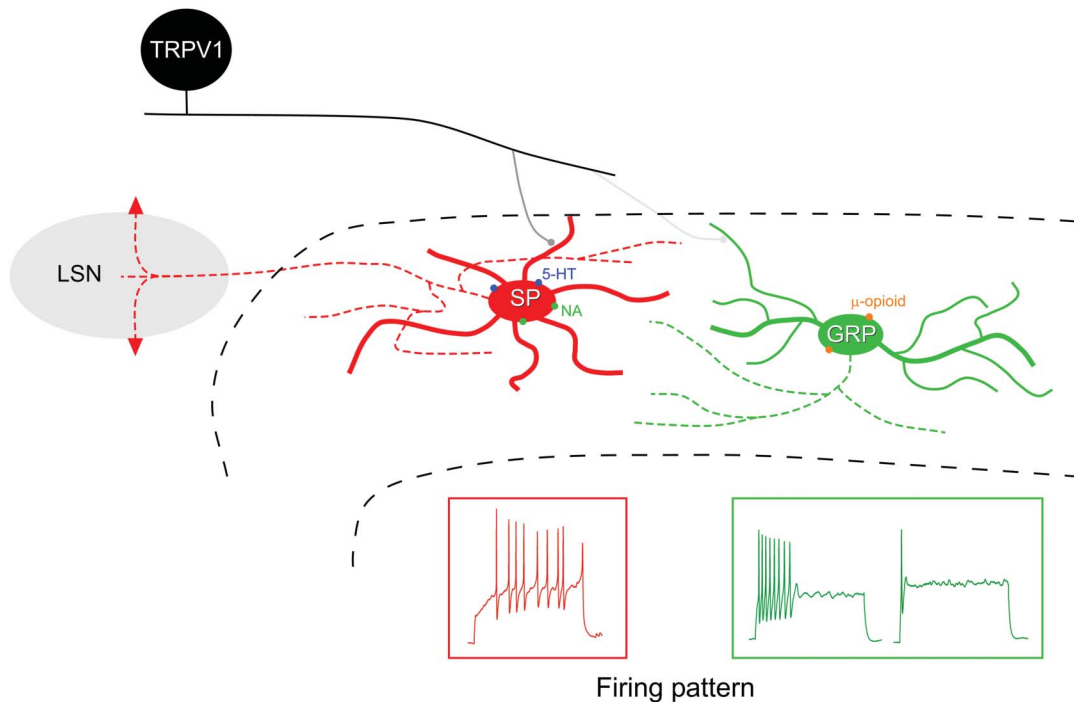 TRPV1
LSN
5-HT
SP
NA
μ-opioid
GRP
Firing pattern